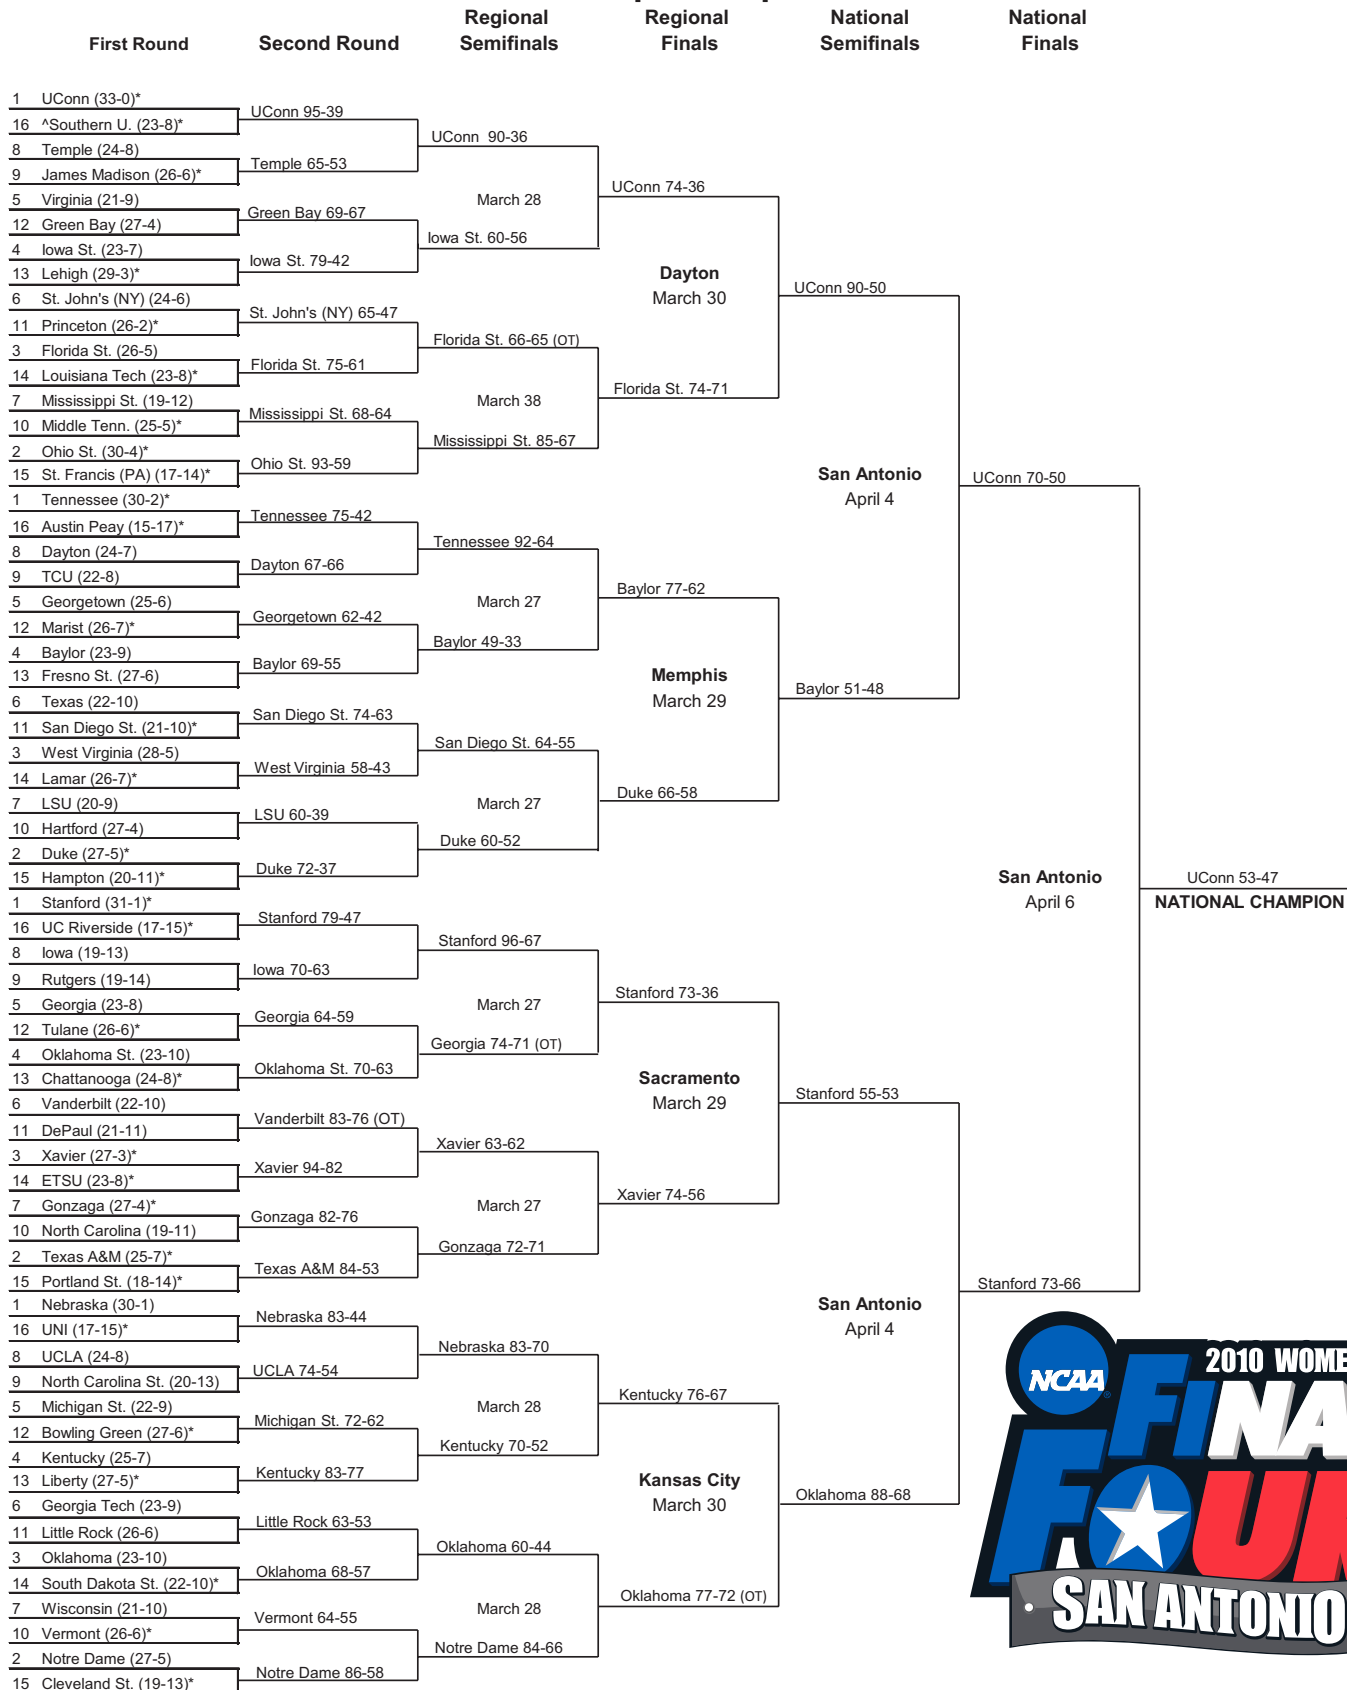 Regional Regional National National
First Round Second Round Semifinals Finals Semifinals Finals
1 UConn (33-0)*
UConn 95-39
16 ^Southern U. (23-8)*
UConn 90-36
8 Temple (24-8)
Temple 65-53
9 James Madison (26-6)*
UConn 74-36
5 Virginia (21-9)
March 28
Green Bay 69-67
12 Green Bay (27-4)
Iowa St. 60-56
4 Iowa St. (23-7)
Iowa St. 79-42
13 Lehigh (29-3)*
Dayton
March 30
UConn 90-50
6 St. John's (NY) (24-6)
St. John's (NY) 65-47
11 Princeton (26-2)*
Florida St. 66-65 (OT)
3 Florida St. (26-5)
Florida St. 75-61
14 Louisiana Tech (23-8)*
Florida St. 74-71
7 Mississippi St. (19-12)
March 38
Mississippi St. 68-64
10 Middle Tenn. (25-5)*
Mississippi St. 85-67
2 Ohio St. (30-4)*
Ohio St. 93-59
15 St. Francis (PA) (17-14)*
San Antonio
April 4
UConn 70-50
1 Tennessee (30-2)*
Tennessee 75-42
16 Austin Peay (15-17)*
Tennessee 92-64
8 Dayton (24-7)
Dayton 67-66
9 TCU (22-8)
Baylor 77-62
5 Georgetown (25-6)
March 27
Georgetown 62-42
12 Marist (26-7)*
Baylor 49-33
4 Baylor (23-9)
Baylor 69-55
13 Fresno St. (27-6)
Memphis
March 29
Baylor 51-48
6 Texas (22-10)
San Diego St. 74-63
11 San Diego St. (21-10)*
San Diego St. 64-55
3 West Virginia (28-5)
West Virginia 58-43
14 Lamar (26-7)*
Duke 66-58
7 LSU (20-9)
March 27
LSU 60-39
10 Hartford (27-4)
Duke 60-52
2 Duke (27-5)*
Duke 72-37
15 Hampton (20-11)*
San Antonio
April 6
UConn 53-47
NATIONAL CHAMPION
1 Stanford (31-1)*
Stanford 79-47
16 UC Riverside (17-15)*
Stanford 96-67
8 Iowa (19-13)
Iowa 70-63
9 Rutgers (19-14)
Stanford 73-36
5 Georgia (23-8)
March 27
Georgia 64-59
12 Tulane (26-6)*
Georgia 74-71 (OT)
4 Oklahoma St. (23-10)
Oklahoma St. 70-63
13 Chattanooga (24-8)*
Sacramento
March 29
Stanford 55-53
6 Vanderbilt (22-10)
Vanderbilt 83-76 (OT)
11 DePaul (21-11)
Xavier 63-62
3 Xavier (27-3)*
Xavier 94-82
14 ETSU (23-8)*
Xavier 74-56
7 Gonzaga (27-4)*
March 27
Gonzaga 82-76
10 North Carolina (19-11)
Gonzaga 72-71
2 Texas A&M (25-7)*
Texas A&M 84-53
15 Portland St. (18-14)*
San Antonio
April 4
Stanford 73-66
1 Nebraska (30-1)
Nebraska 83-44
16 UNI (17-15)*
Nebraska 83-70
8 UCLA (24-8)
UCLA 74-54
9 North Carolina St. (20-13)
Kentucky 76-67
5 Michigan St. (22-9)
March 28
Michigan St. 72-62
12 Bowling Green (27-6)*
Kentucky 70-52
4 Kentucky (25-7)
Kentucky 83-77
13 Liberty (27-5)*
Kansas City
March 30
Oklahoma 88-68
6 Georgia Tech (23-9)
Little Rock 63-53
11 Little Rock (26-6)
Oklahoma 60-44
3 Oklahoma (23-10)
Oklahoma 68-57
14 South Dakota St. (22-10)*
Oklahoma 77-72 (OT)
7 Wisconsin (21-10)
March 28
Vermont 64-55
10 Vermont (26-6)*
Notre Dame 84-66
2 Notre Dame (27-5)
Notre Dame 86-58
15 Cleveland St. (19-13)*
NCAA
2010 WOME
FINA
FOUR
SAN ANTONIO